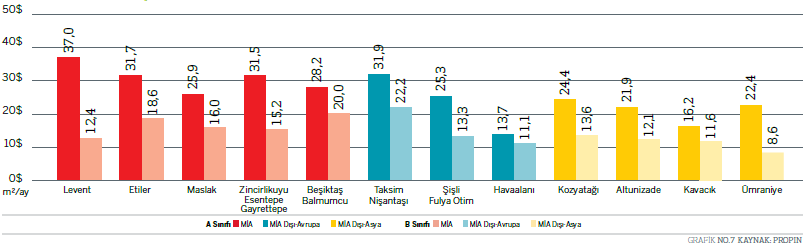 50$
40$
30$
20$
10$
0$
m²/ay
37,0
12,4
31,7
18,6
25,9
16,0
31,5
15,2
28,2
20,0
31,9
22,2
25,3
13,3
13,7
11,1
24,4
13,6
21,9
12,1
16,2
11,6
22,4
8,6
Levent
Etiler
Maslak
Zincirlikuyu
Esentepe
Gayrettepe
Beşiktaş
Balmumcu
Taksim
Nişantaşı
Şişli
Fulya Otim
Havaalanı
Kozyatağı
Altunizade
Kavacık
Ümraniye
A Sınıfı MİA MİA Dışı-Avrupa MİA Dışı-Asya B Sınıfı MİA MİA Dışı-Avrupa MİA Dışı-Asya
GRAFİK NO.7 KAYNAK: PROPIN